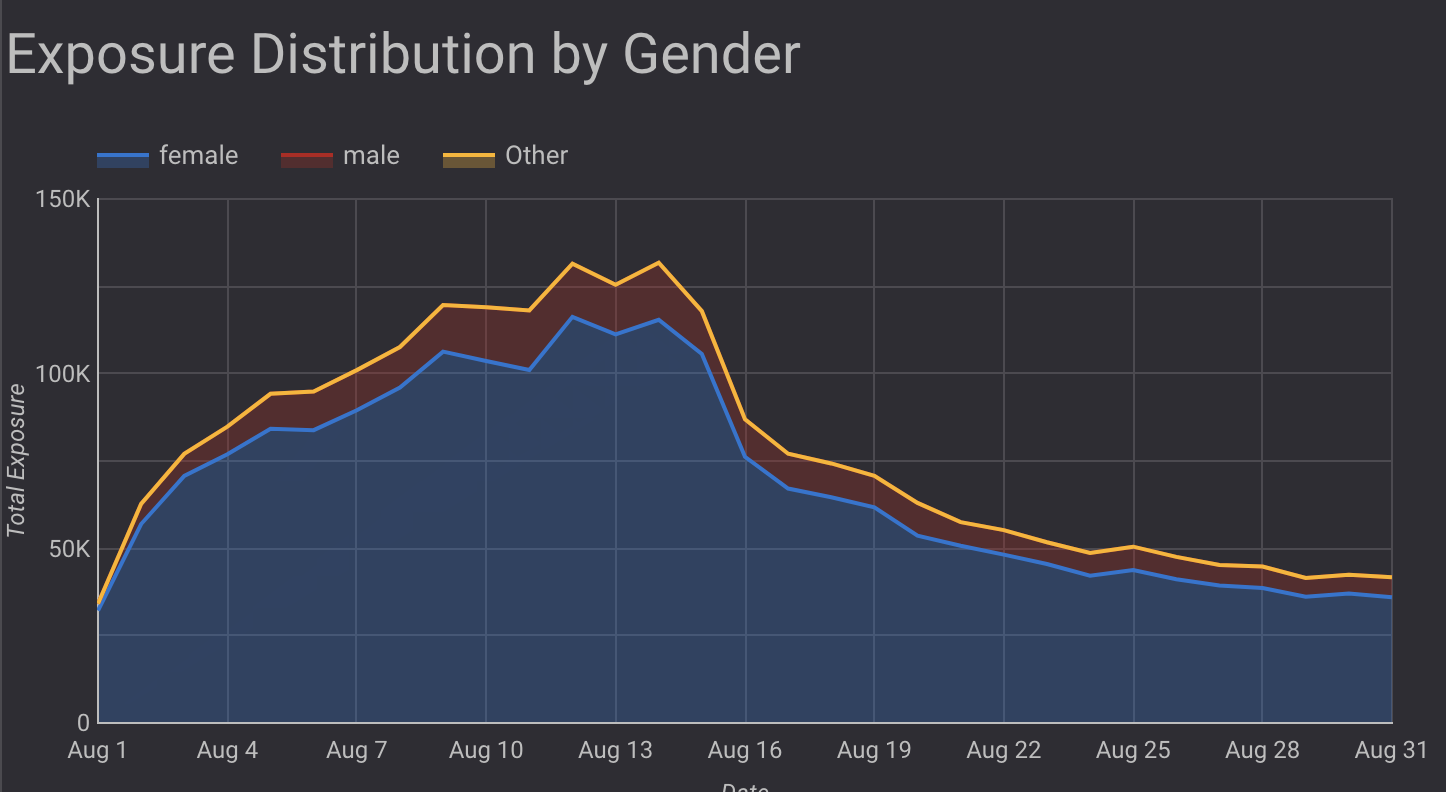 Exposure Distribution by Gender
female male Other
150K
100K
50K
0
Total Exposure
Aug 1 Aug 4 Aug 7 Aug 10 Aug 13 Aug 16 Aug 19 Aug 22 Aug 25 Aug 28 Aug 31
Date